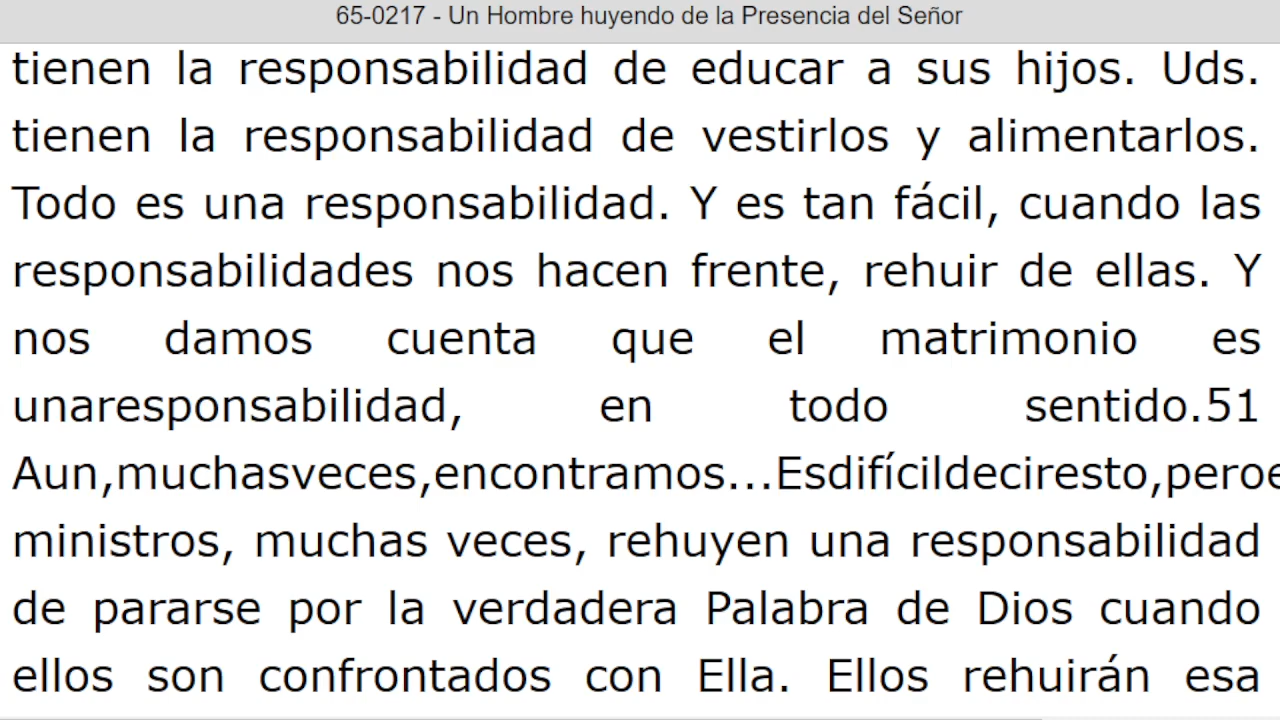 65-0217 - Un Hombre huyendo de la Presencia del Señor
tienen la responsabilidad de educar a sus hijos. Uds.
tienen la responsabilidad de vestirlos y alimentarlos.
Todo es una responsabilidad. Y es tan fácil, cuando las
responsabilidades nos hacen frente, rehuir de ellas. Y
nos damos cuenta que el matrimonio es
unaresponsabilidad, en todo sentido.51
Aun,muchasveces,encontramos...Esdifícildeciresto,pero
ministros, muchas veces, rehuyen una responsabilidad
de pararse por la verdadera Palabra de Dios cuando
ellos son confrontados con Ella. Ellos rehuirán esa